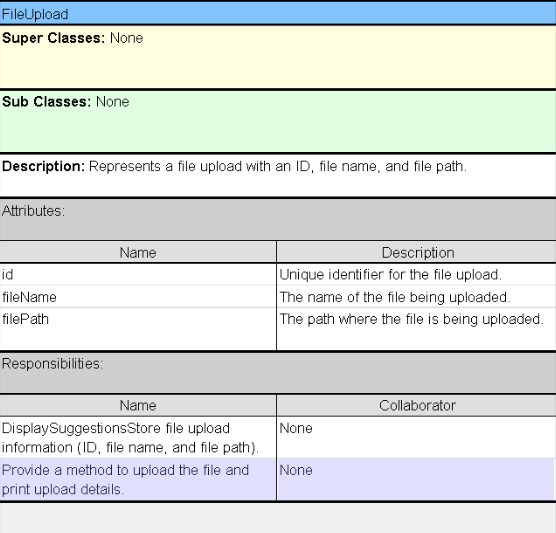 FileUpload
Super Classes: None
Sub Classes: None
Description: Represents a file upload with an ID, file name, and file path.
Attributes:
Name Description
id Unique identifier for the file upload.
fileName The name of the file being uploaded.
filePath The path where the file is being uploaded.
Responsibilities:
Name Collaborator
DisplaySuggestionsStore file upload None
information (ID, file name, and file path).
Provide a method to upload the file and None
print upload details.